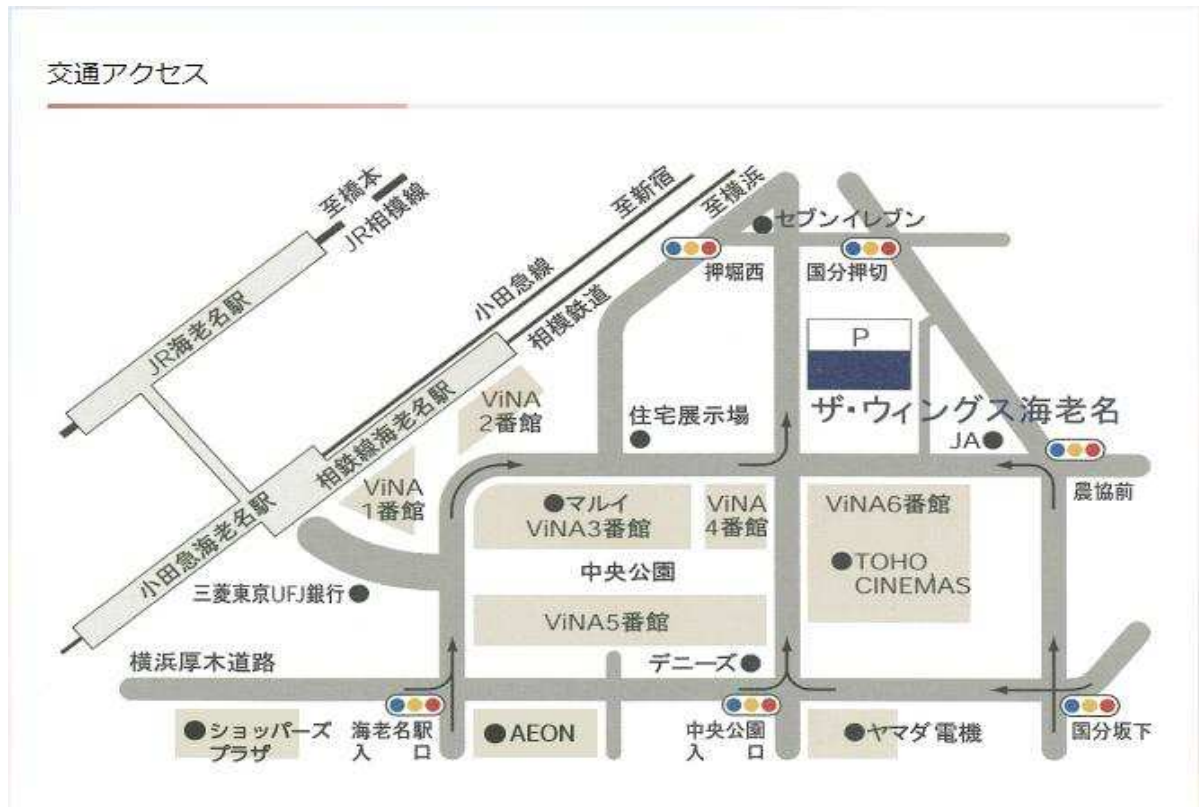 交通アクセス
至橋本
JR相模線
至新宿
至横浜
セブンイレブン
押堀西
国分押切
小田急線
相模鉄道
JR海老名駅
P
ViNA
2番館
相鉄線海老名駅
住宅展示場
ザ・ウィングス海老名
JA
農協前
ViNA
1番館
マルイ
ViNA3番館
ViNA
4番館
ViNA6番館
小田急海老名駅
中央公園
TOHO
CINEMAS
三菱東京UFJ銀行
ViNA5番館
横浜厚木道路
デニーズ
ショッパーズ
プラザ
海老名駅
入 口
AEON
中央公園
入 口
ヤマダ電機
国分坂下